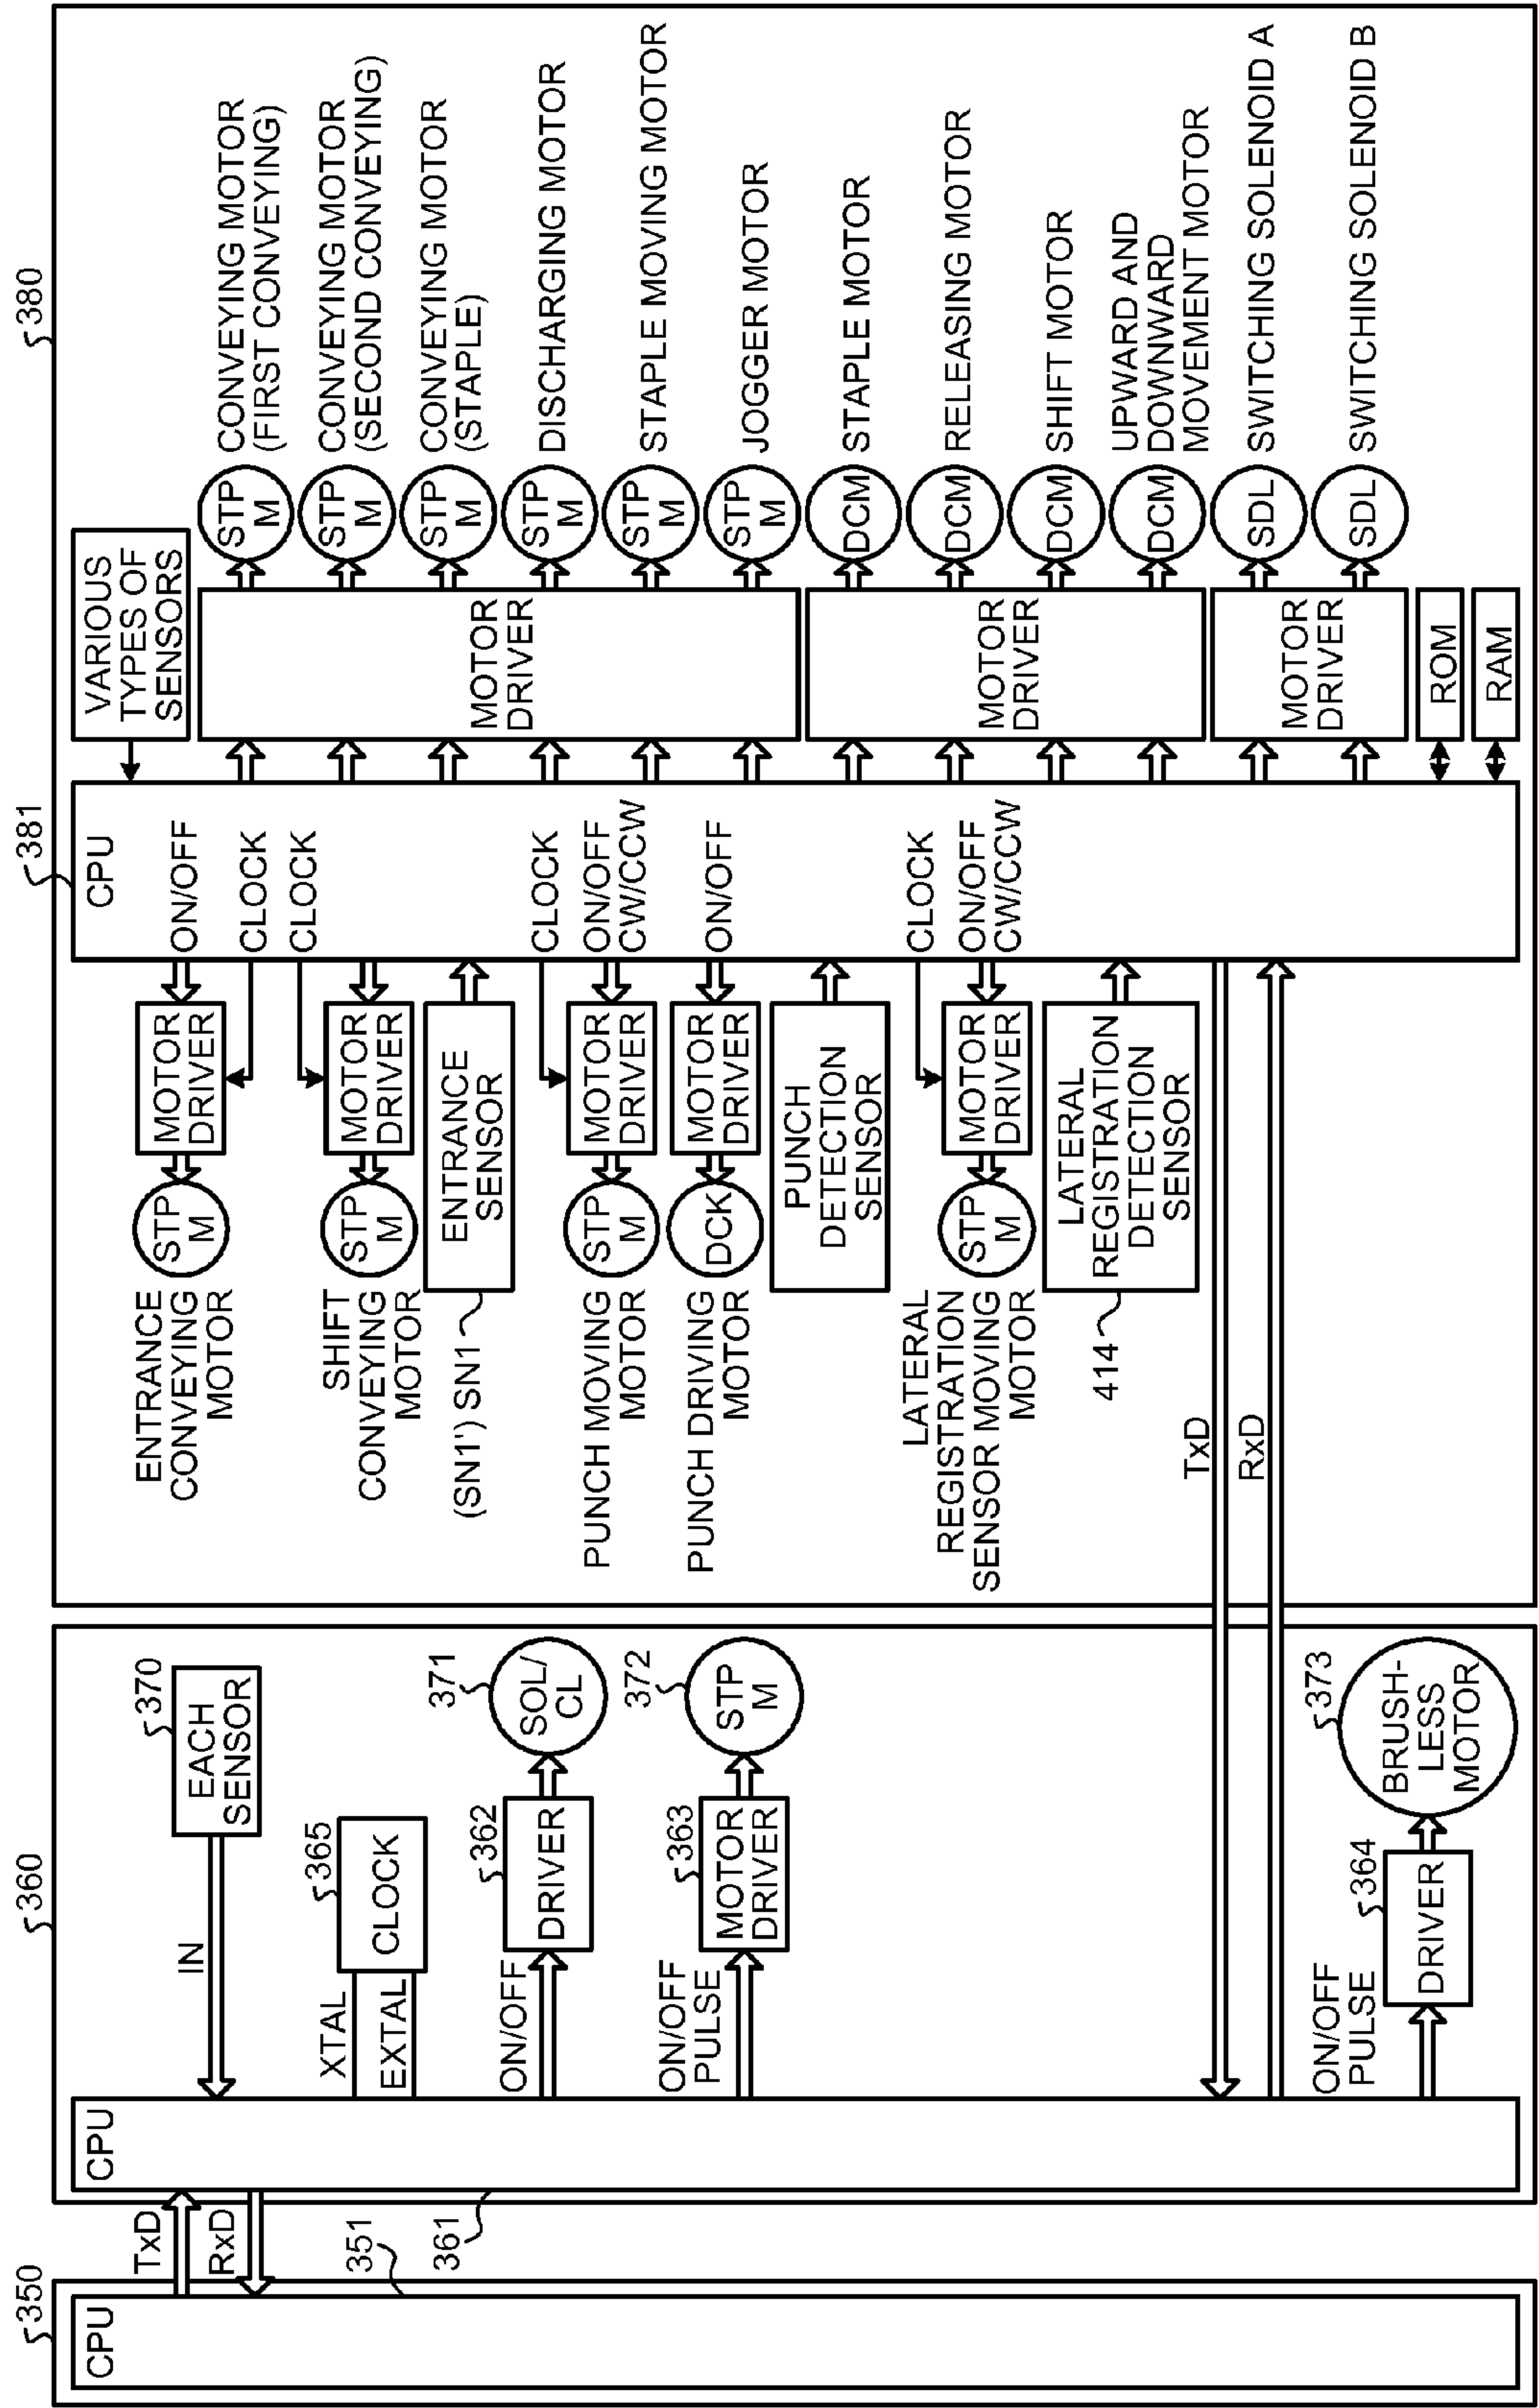 350
CPU
351
TxD
RxD
360
CPU
361
IN
370
EACH
SENSOR
XTAL
EXTAL
365
CLOCK
ON/OFF
362
DRIVER
371
SOL/
CL
ON/OFF
PULSE
363
MOTOR
DRIVER
372
STP
M
ON/OFF
PULSE
364
DRIVER
373
BRUSH-
LESS
MOTOR
TxD
RxD
380
ENTRANCE
CONVEYING
MOTOR
STP
M
MOTOR
DRIVER
ON/OFF
CLOCK
SHIFT
CONVEYING
MOTOR
STP
M
MOTOR
DRIVER
CLOCK
(SN1') SN1
ENTRANCE
SENSOR
PUNCH MOVING
MOTOR
STP
M
MOTOR
DRIVER
CLOCK
ON/OFF
CW/CCW
PUNCH DRIVING
MOTOR
DCK
MOTOR
DRIVER
ON/OFF
PUNCH
DETECTION
SENSOR
LATERAL
REGISTRATION
SENSOR MOVING
MOTOR
STP
M
MOTOR
DRIVER
CLOCK
ON/OFF
CW/CCW
414
LATERAL
REGISTRATION
DETECTION
SENSOR
381
CPU
VARIOUS
TYPES OF
SENSORS
MOTOR
DRIVER
STP
M
CONVEYING MOTOR
(FIRST CONVEYING)
STP
M
CONVEYING MOTOR
(SECOND CONVEYING)
STP
M
CONVEYING MOTOR
(STAPLE)
STP
M
DISCHARGING MOTOR
STP
M
STAPLE MOVING MOTOR
STP
M
JOGGER MOTOR
MOTOR
DRIVER
DCM
STAPLE MOTOR
DCM
RELEASING MOTOR
DCM
SHIFT MOTOR
DCM
UPWARD AND
DOWNWARD
MOVEMENT MOTOR
MOTOR
DRIVER
SDL
SWITCHING SOLENOID A
SDL
SWITCHING SOLENOID B
ROM
RAM